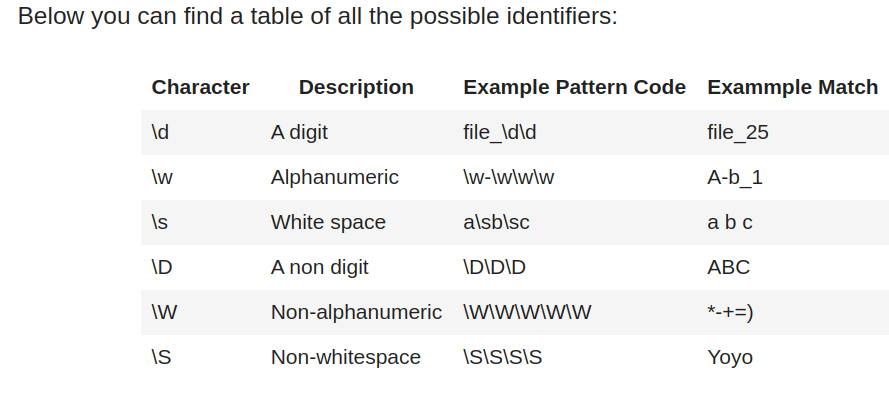 Below you can find a table of all the possible identifiers:
Character Description Example Pattern Code Exammple Match
\d A digit file_\d\d file_25
\w Alphanumeric \w-\w\w\w A-b_1
\s White space a\sb\sc a b c
\D A non digit \D\D\D ABC
\W Non-alphanumeric \W\W\W\W\W *-+=)
\S Non-whitespace \S\S\S\S Yoyo